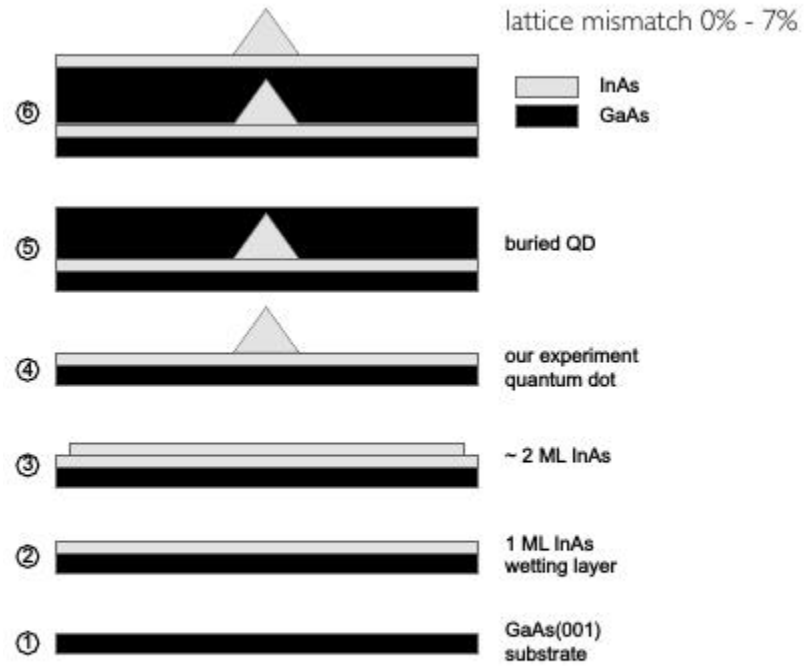 lattice mismatch 0% - 7%
InAs
GaAs
⑥
⑤
buried QD
④
our experiment
quantum dot
③
~ 2 ML InAs
②
1 ML InAs
wetting layer
①
GaAs(001)
substrate